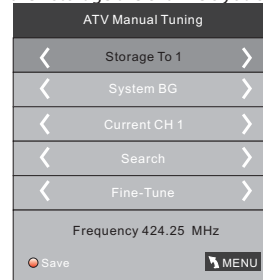 ATV Manual Tuning
Storage To 1
System BG
Current CH 1
Search
Fine-Tune
Frequency 424.25 MHz
Save MENU